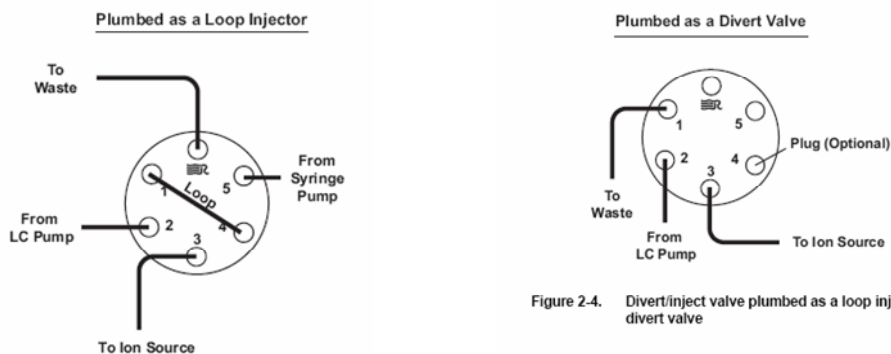 Plumbed as a Loop Injector
To
Waste
1
Loop
5
From
Syringe
Pump
From
LC Pump
2
3
4
To Ion Source
Plumbed as a Divert Valve
1
5
2
4
Plug (Optional)
3
To
Waste
From
LC Pump
To Ion Source
Figure 2-4. Divert/inject valve plumbed as a loop inj
divert valve